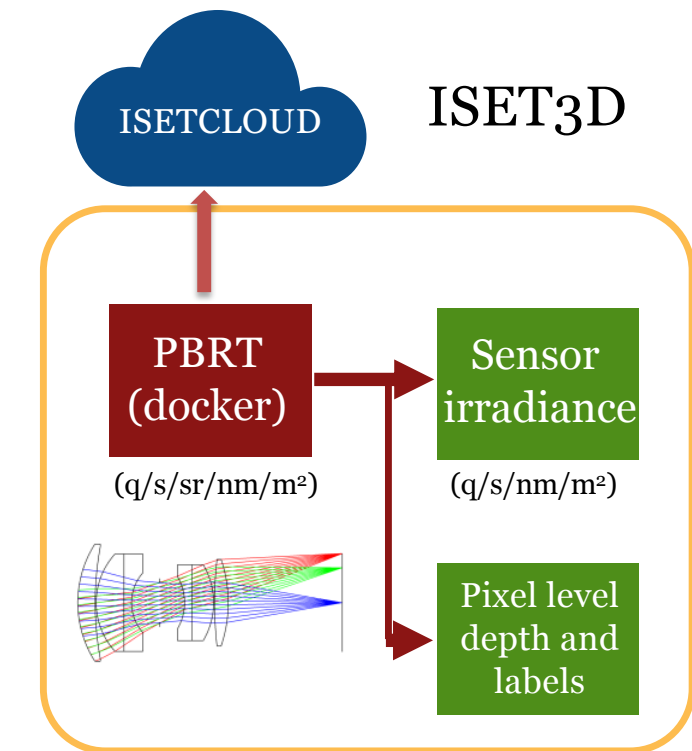 ISETCLOUD
ISET3D
PBRT
(docker)
(q/s/sr/nm/m²)
Sensor
irradiance
(q/s/nm/m²)
Pixel level
depth and
labels